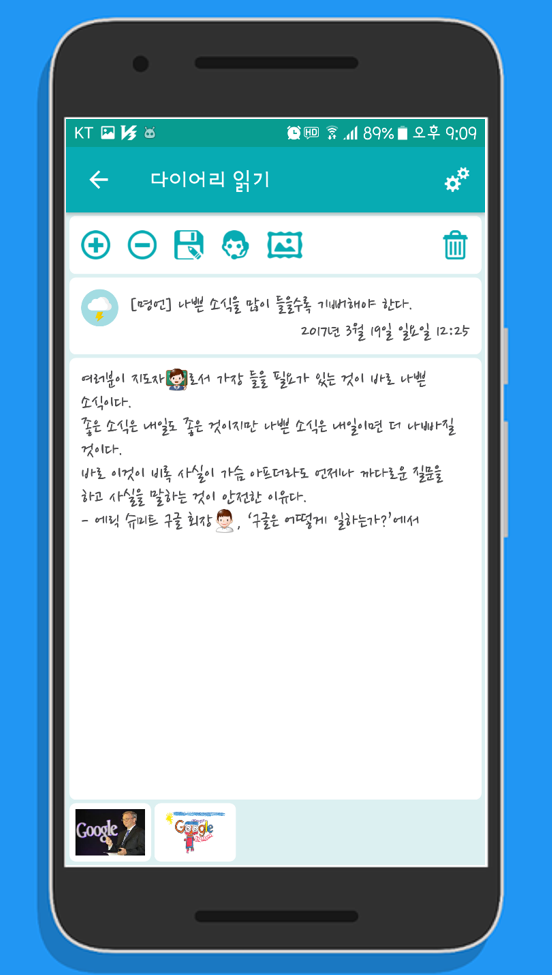 KT HD 89% 오후 9:09
다이어리 읽기
[명언] 나쁜 소식을 많이 들을수록 기뻐해야 한다.
2017년 3월 19일 일요일 12:25
여러분이 지도자로서 가장 들을 필요가 있는 것이 바로 나쁜
소식이다.
좋은 소식은 내일도 좋은 것이지만 나쁜 소식은 내일이면 더 나빠질
것이다.
바로 이것이 비록 사실이 가슴 아프더라도 언제나 까다로운 질문을
하고 사실을 말하는 것이 안전한 이유다.
- 에릭 슈미트 구글 회장, ‘구글은 어떻게 일하는가?’에서
Google
Google